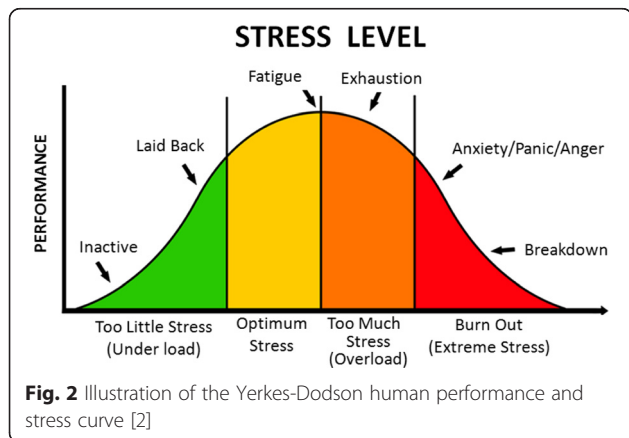 STRESS LEVEL
Fatigue
Exhaustion
Laid Back
Anxiety/Panic/Anger
PERFORMANCE
Inactive
Breakdown
Too Little Stress
(Under load)
Optimum
Stress
Too Much
Stress
(Overload)
Burn Out
(Extreme Stress)
Fig. 2 Illustration of the Yerkes-Dodson human performance and
stress curve [2]